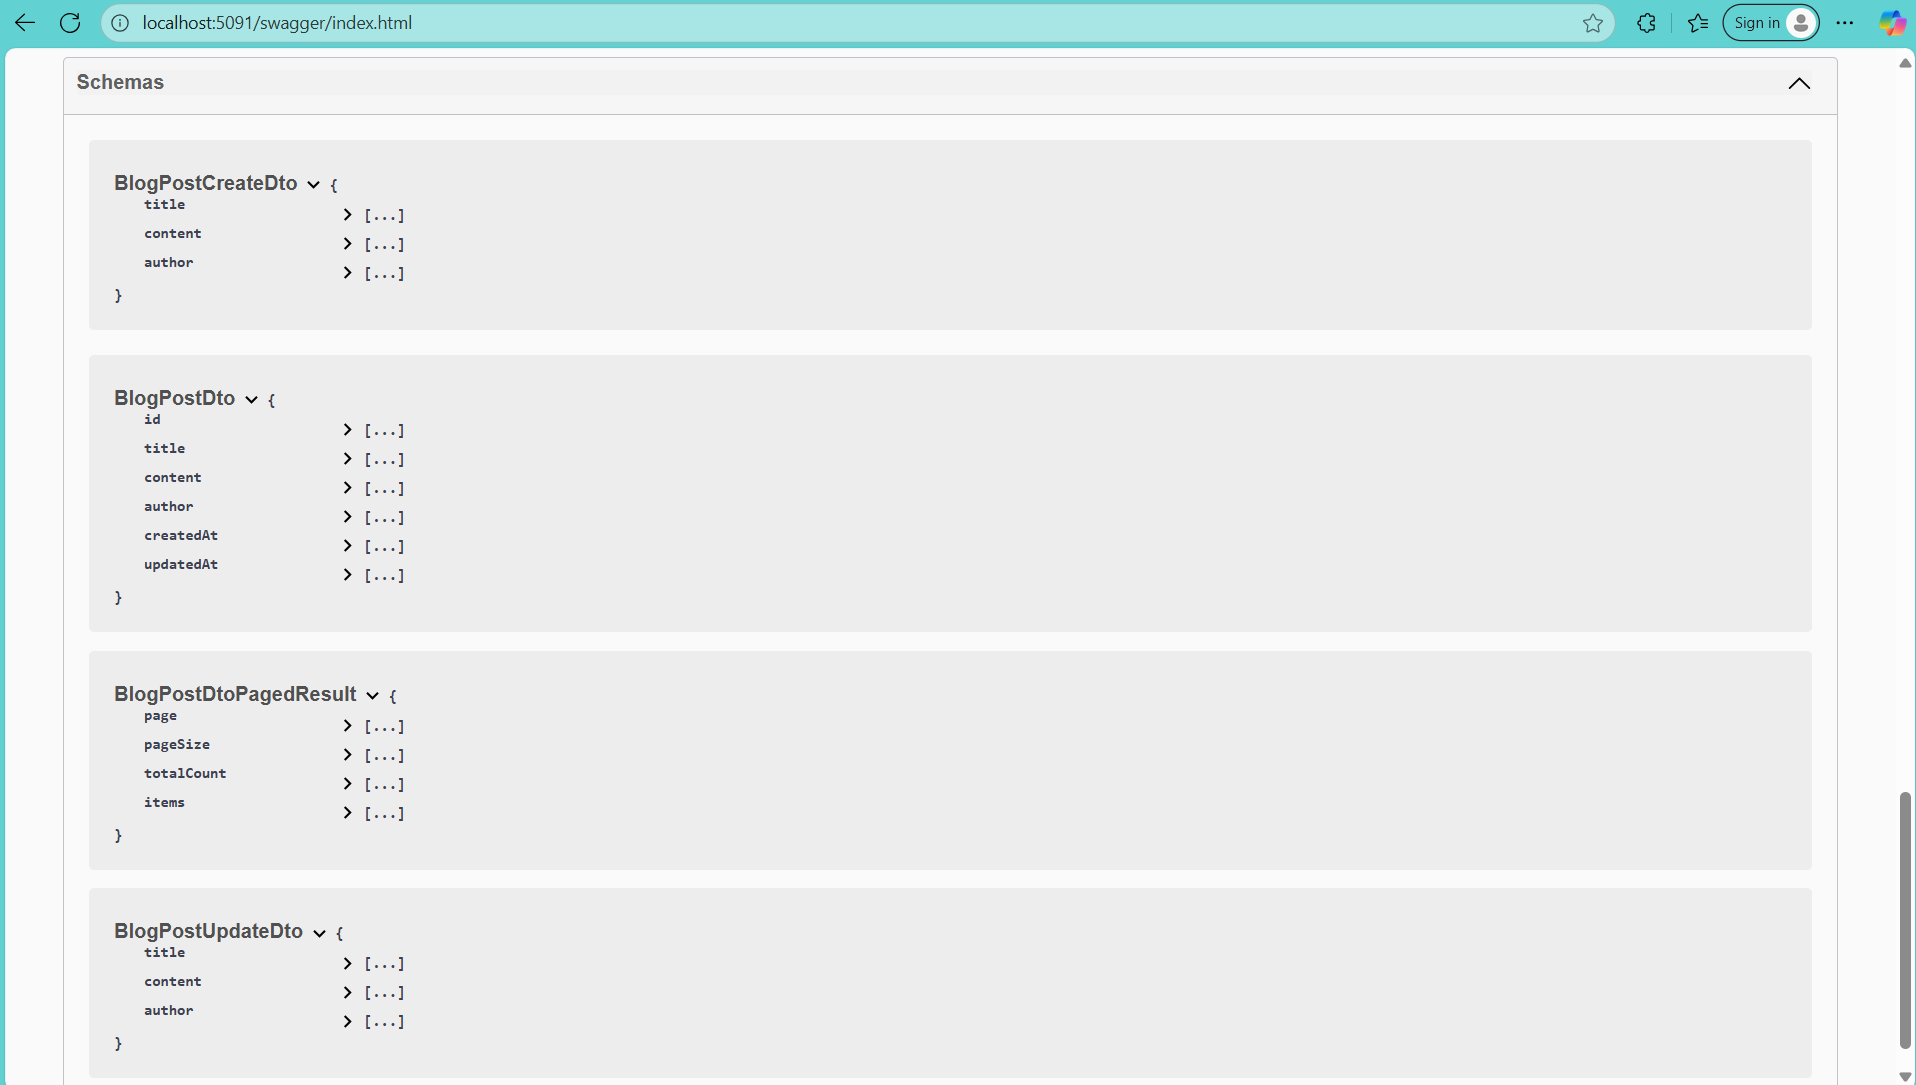 localhost:5091/swagger/index.html
Sign in
Schemas
BlogPostCreateDto {
title [...]
content [...]
author [...]
}
BlogPostDto {
id [...]
title [...]
content [...]
author [...]
createdAt [...]
updatedAt [...]
}
BlogPostDtoPagedResult {
page [...]
pageSize [...]
totalCount [...]
items [...]
}
BlogPostUpdateDto {
title [...]
content [...]
author [...]
}